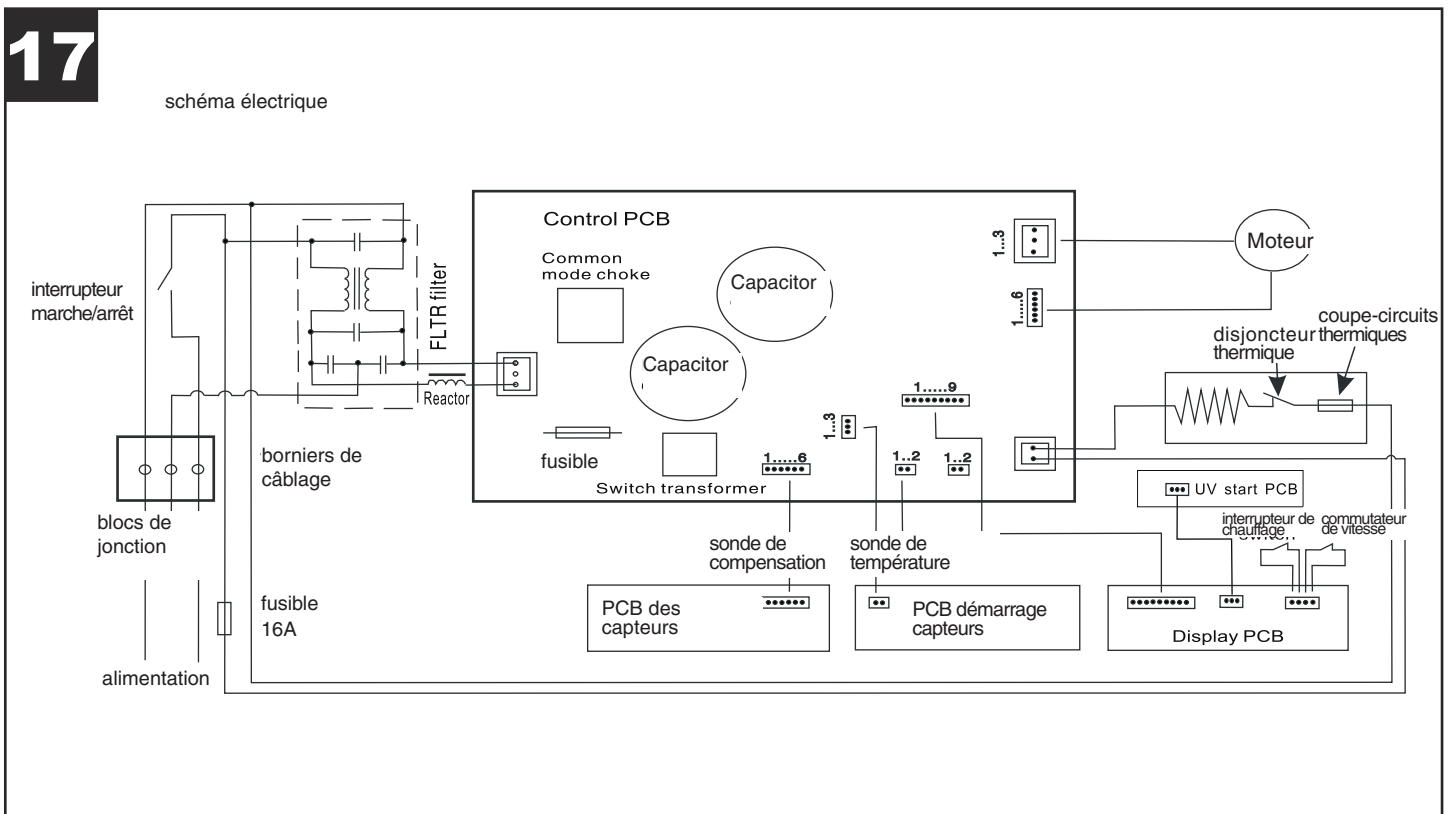 17
schéma électrique
Control PCB
Common
mode choke
Capacitor
Capacitor
1...3
Moteur
interrupteur
marche/arrêt
FLTR filter
1.....6
coupe-circuits
thermiques
disjoncteur
thermique
Reactor
1.....9
1...3
fusible
1.....6
1..2
1..2
Switch transformer
borniers de
câblage
UV start PCB
blocs de
jonction
interrupteur de
chauffage
commutateur
de vitesse
sonde de
compensation
sonde de
température
fusible
16A
PCB des
capteurs
PCB démarrage
capteurs
Display PCB
alimentation